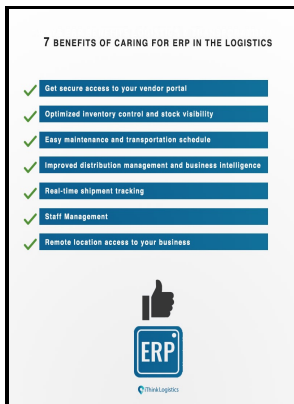 7 BENEFITS OF CARING FOR ERP IN THE LOGISTICS
Get secure access to your vendor portal
Optimized inventory control and stock visibility
Easy maintenance and transportation schedule
Improved distribution management and business intelligence
Real-time shipment tracking
Staff Management
Remote location access to your business
ERP
iThinkLogistics